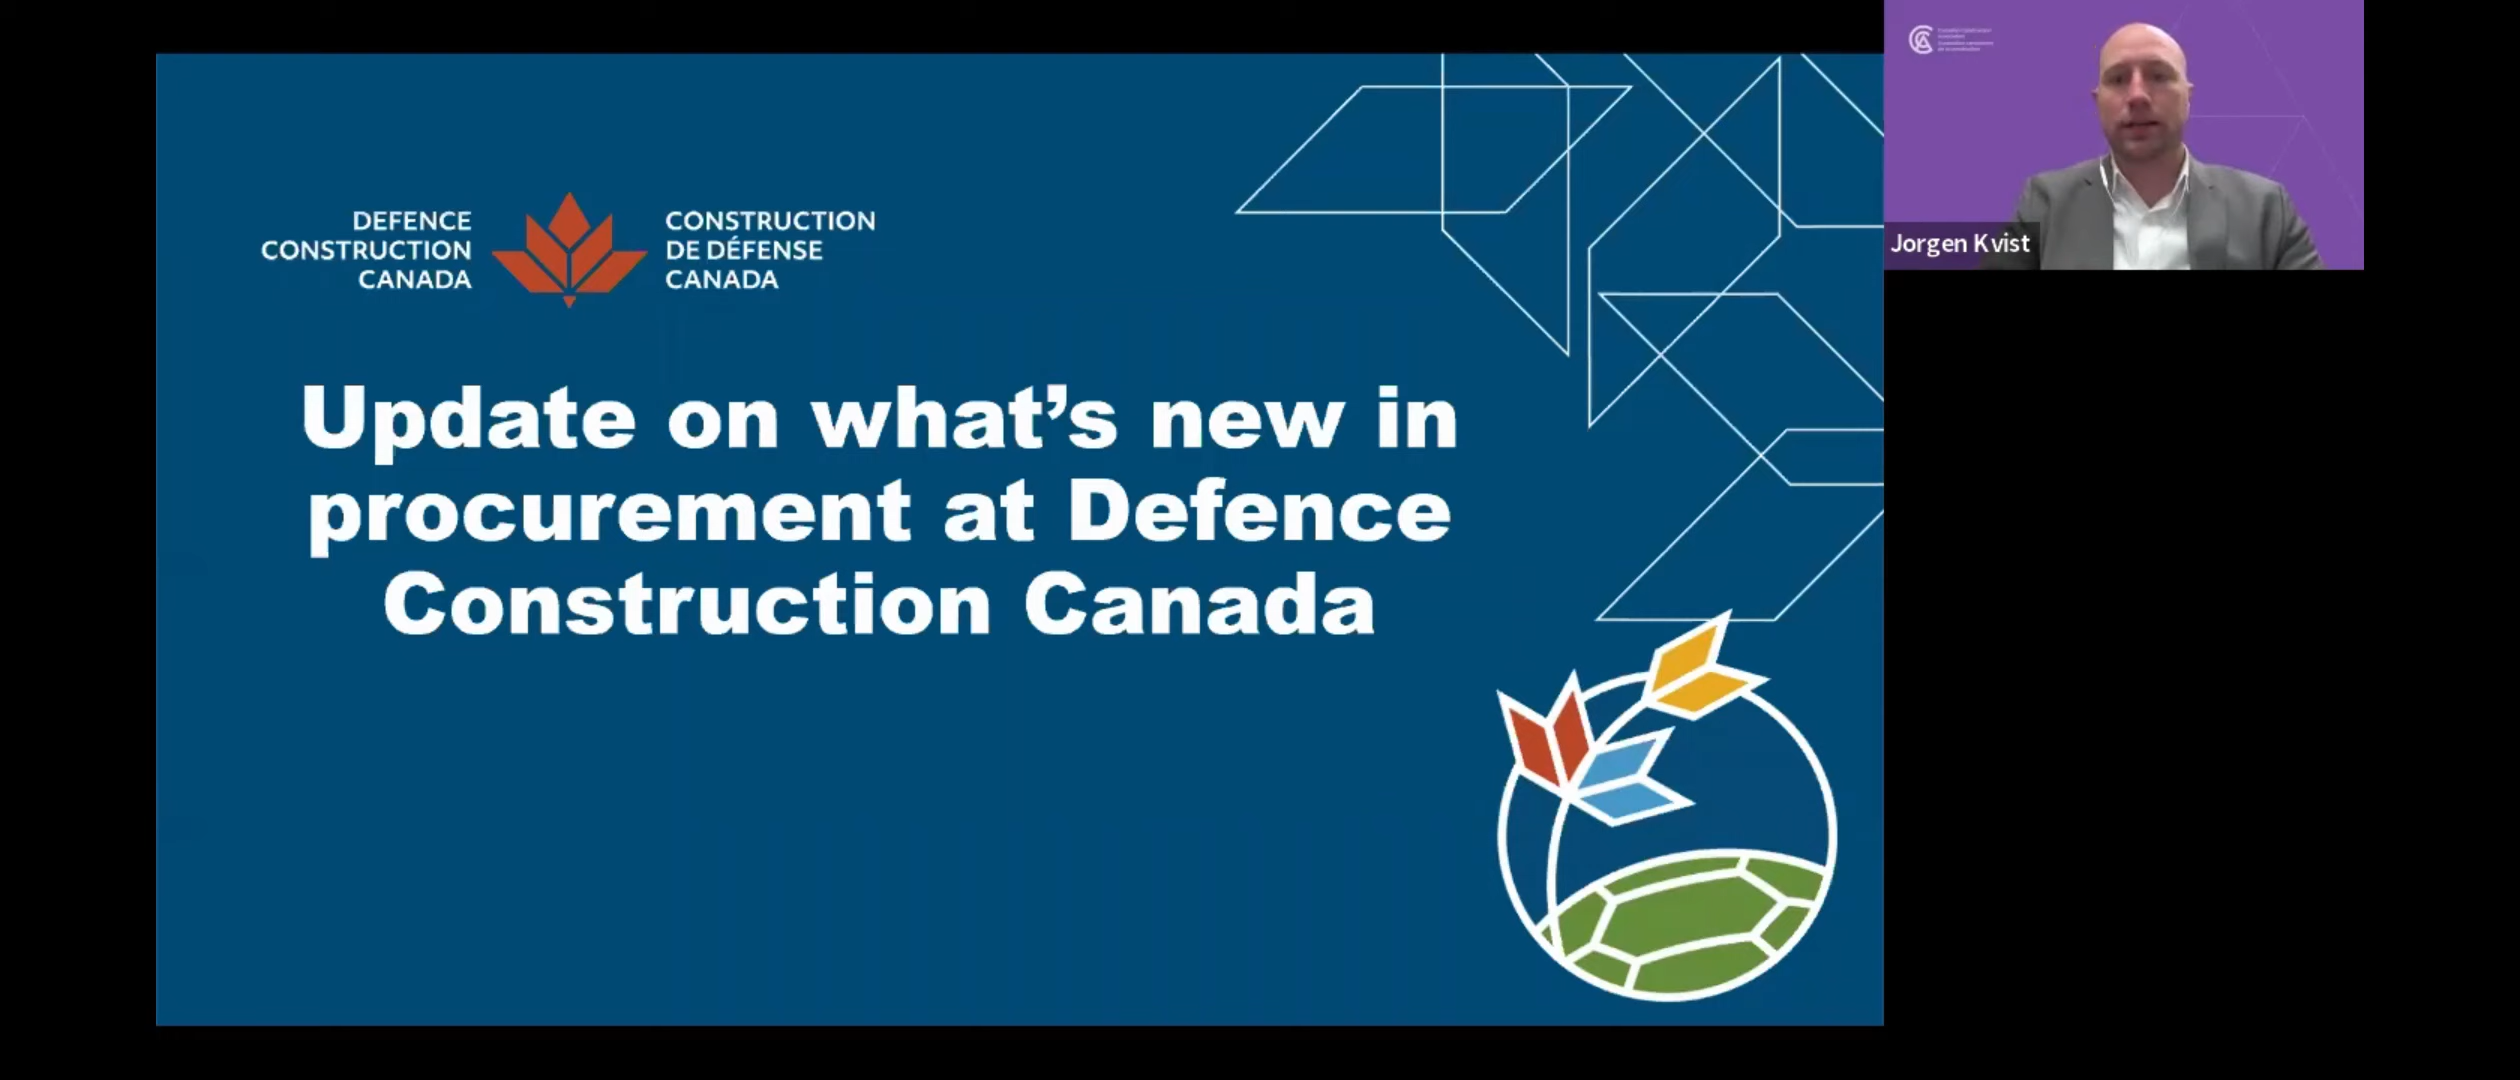 DEFENCE
CONSTRUCTION
CANADA
CONSTRUCTION
DE DÉFENSE
CANADA
Update on what’s new in
procurement at Defence
Construction Canada
Jorgen Kvist